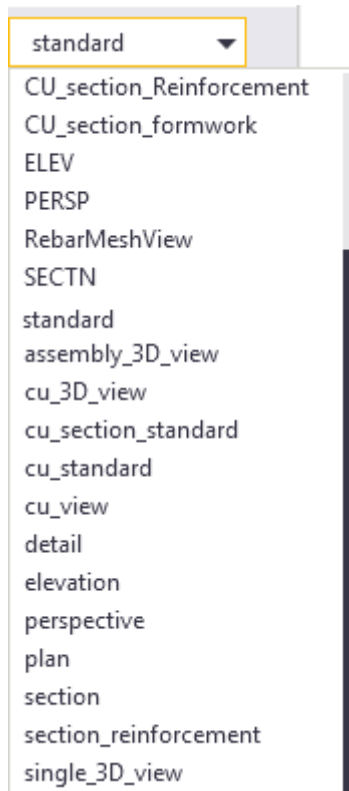 standard
CU_section_Reinforcement
CU_section_formwork
ELEV
PERSP
RebarMeshView
SECTN
standard
assembly_3D_view
cu_3D_view
cu_section_standard
cu_standard
cu_view
detail
elevation
perspective
plan
section
section_reinforcement
single_3D_view